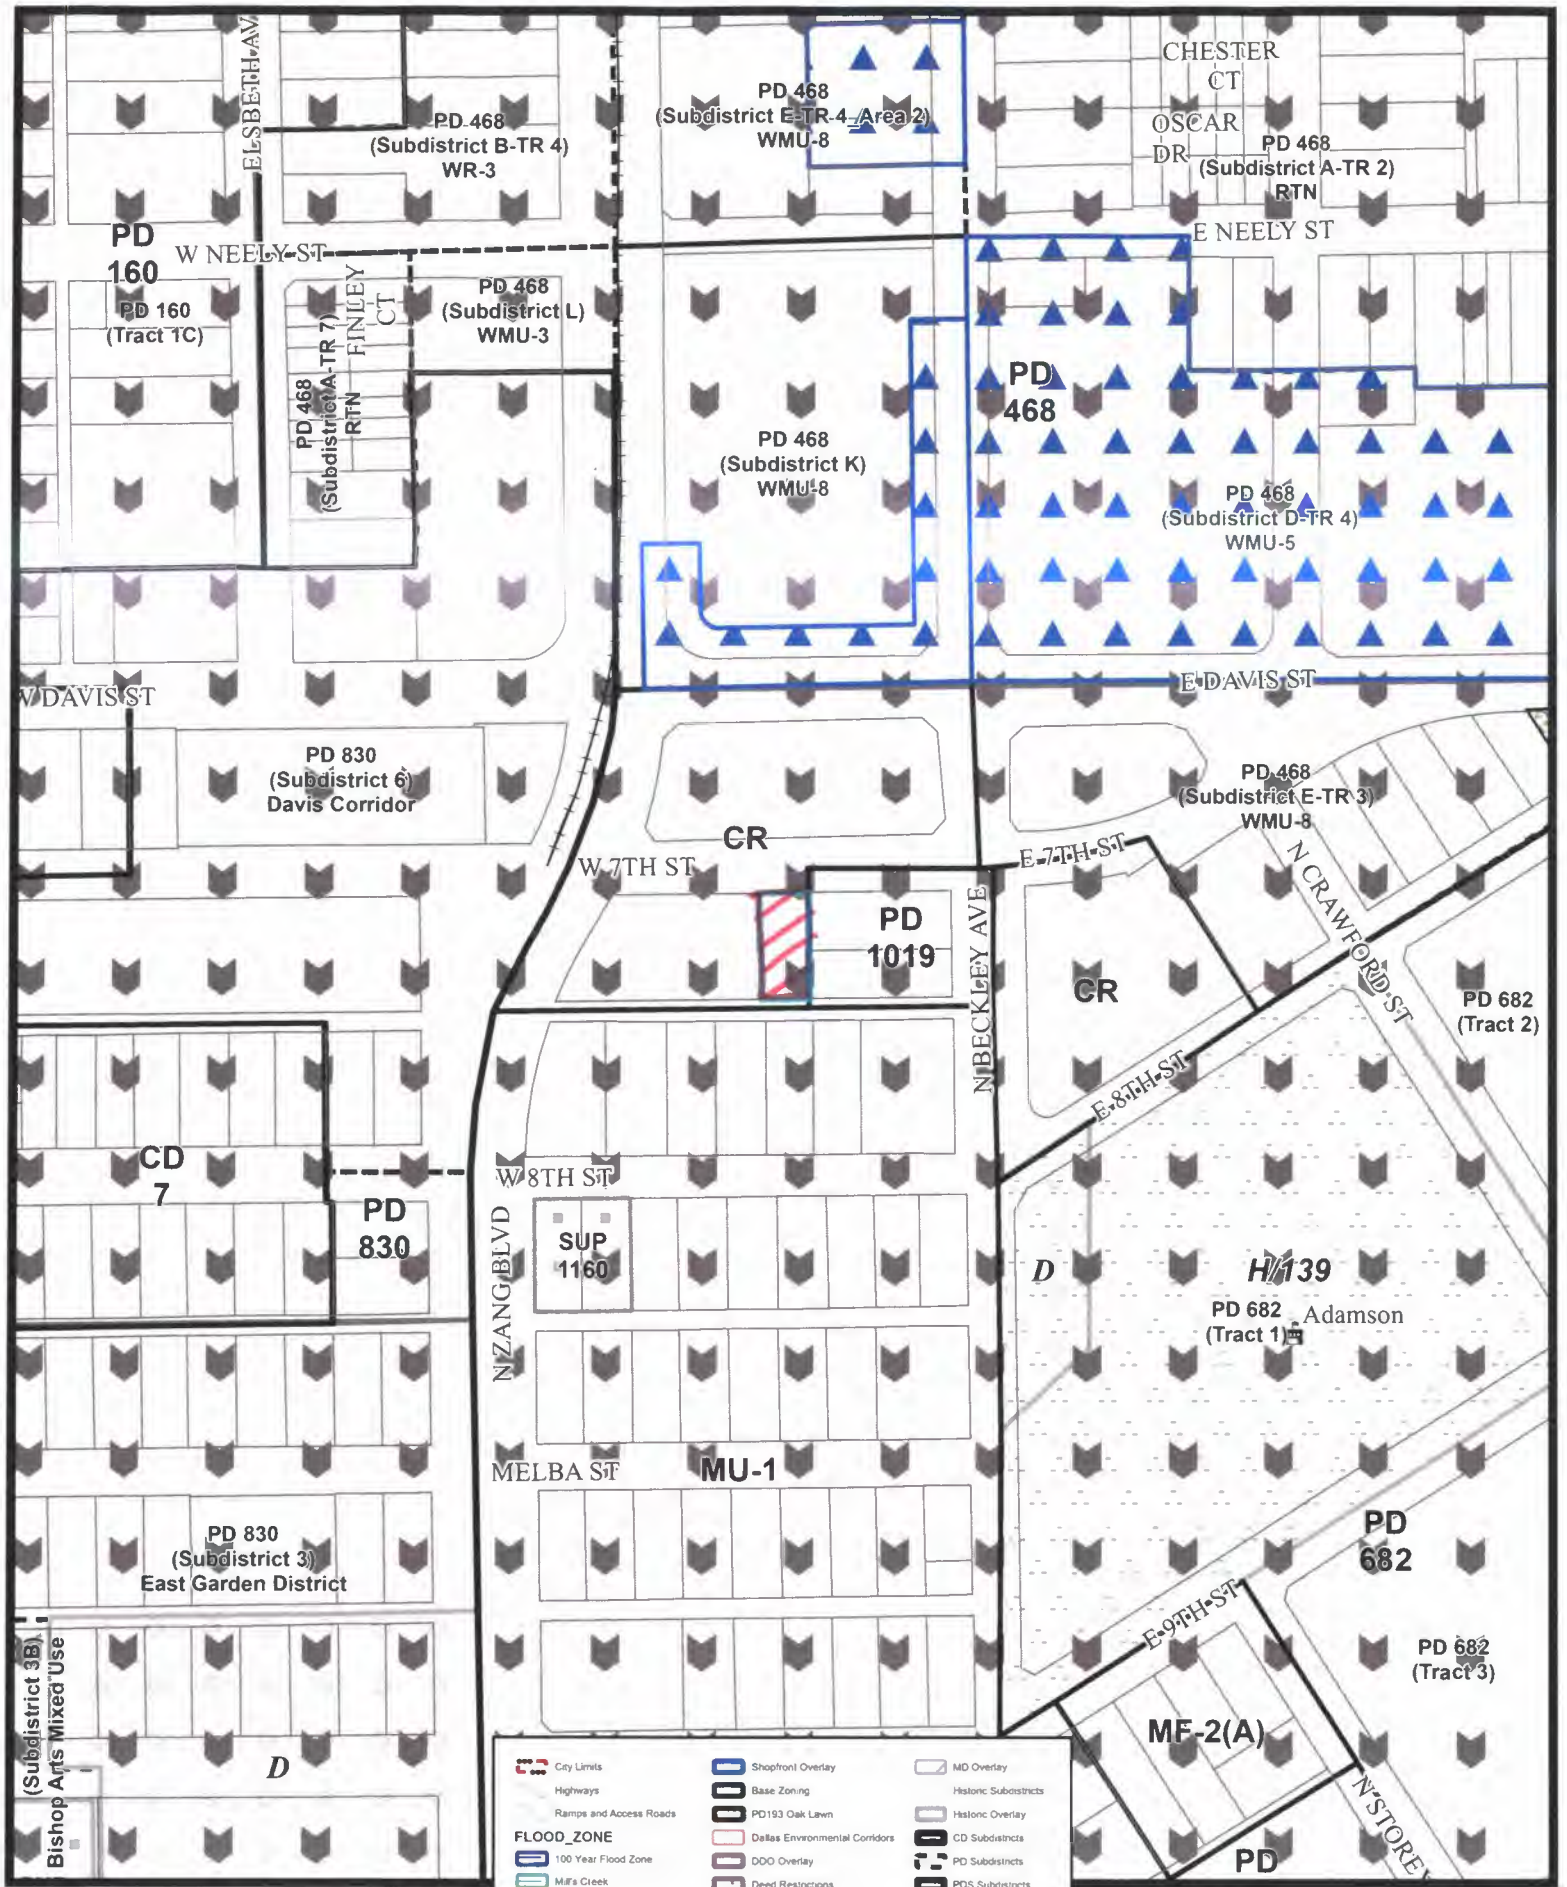 ELSBETH AV
CHESTER
CT
OSCAR
DR
PD 468
(Subdistrict B-TR 4)
WR-3
PD 468
(Subdistrict E-TR 4_Area 2)
WMU-8
PD 468
(Subdistrict A-TR 2)
RTN
PD
160
W NEELY ST
E NEELY ST
PD 160
(Tract 1C)
FINLEY
CT
PD 468
(Subdistrict A-TR 7)
RTN
PD 468
(Subdistrict L)
WMU-3
PD
468
PD 468
(Subdistrict K)
WMU-8
PD 468
(Subdistrict D-TR 4)
WMU-5
W DAVIS ST
E DAVIS ST
PD 830
(Subdistrict 6)
Davis Corridor
PD 468
(Subdistrict E-TR 3)
WMU-8
CR
W 7TH ST
E 7TH ST
N CRAWFORD ST
PD
1019
N BECKLEY AVE
CR
PD 682
(Tract 2)
E 8TH ST
CD
7
W 8TH ST
PD
830
N ZANG BLVD
SUP
1160
D
H/139
PD 682
(Tract 1)
Adamson
MELBA ST
MU-1
PD 830
(Subdistrict 3)
East Garden District
PD
682
E 9TH ST
(Subdistrict 3B)
Bishop Arts Mixed Use
PD 682
(Tract 3)
MF-2(A)
D
N STOREY
PD
City Limits
Highways
Ramps and Access Roads
FLOOD_ZONE
100 Year Flood Zone
Mill's Creek
Shopfront Overlay
Base Zoning
PD193 Oak Lawn
Dallas Environmental Corridors
DDO Overlay
Deed Restrictions
MD Overlay
Historic Subdistricts
Historic Overlay
CD Subdistricts
PD Subdistricts
PDS Subdistricts